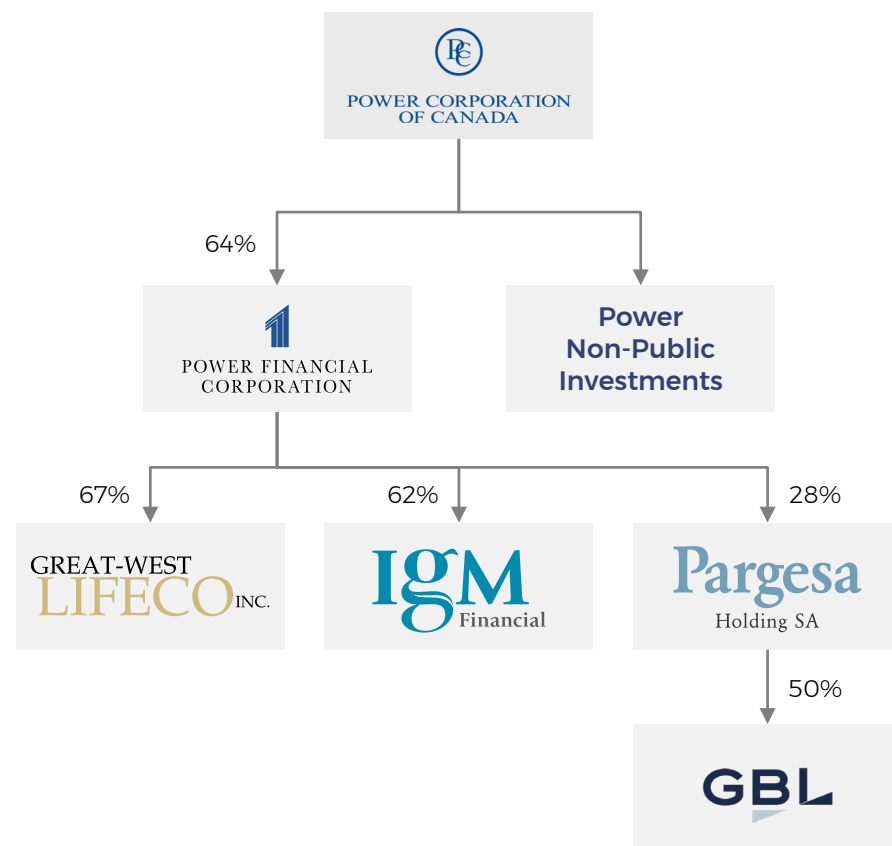 PCC
POWER CORPORATION
OF CANADA
64%
POWER FINANCIAL
CORPORATION
Power
Non-Public
Investments
67%
62%
28%
GREAT-WEST
LIFECO INC.
IGM
Financial
Pargesa
Holding SA
50%
GBL